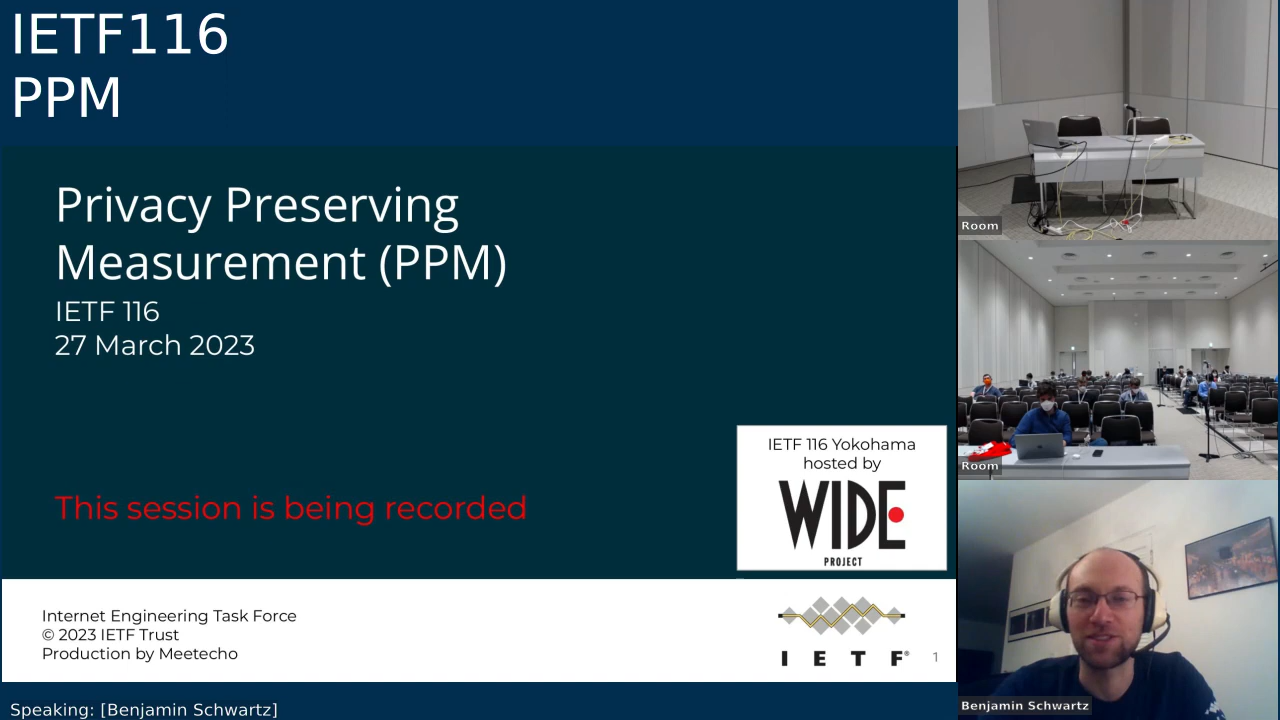 IETF116
PPM
Privacy Preserving
Measurement (PPM)
IETF 116
27 March 2023
This session is being recorded
IETF 116 Yokohama
hosted by
WIDE
PROJECT
Internet Engineering Task Force
© 2023 IETF Trust
Production by Meetecho
I E T F®
1
Speaking: [Benjamin Schwartz]
Room
Room
Benjamin Schwartz